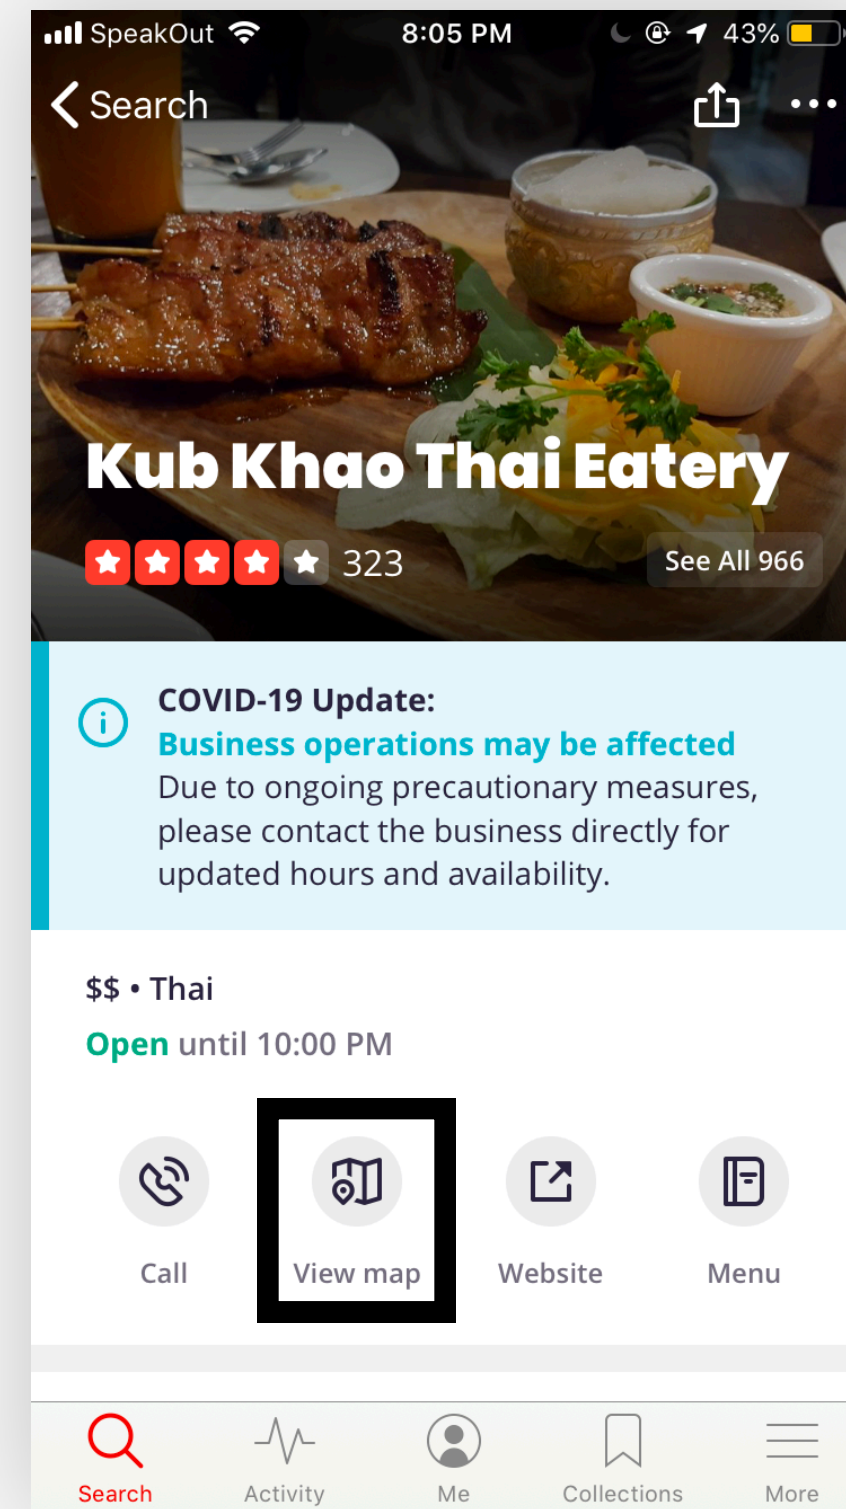 SpeakOut 8:05 PM 43%
Search
Kub Khao Thai Eatery
323 See All 966
COVID-19 Update:
Business operations may be affected
Due to ongoing precautionary measures,
please contact the business directly for
updated hours and availability.
$$ • Thai
Open until 10:00 PM
Call View map Website Menu
Search Activity Me Collections More